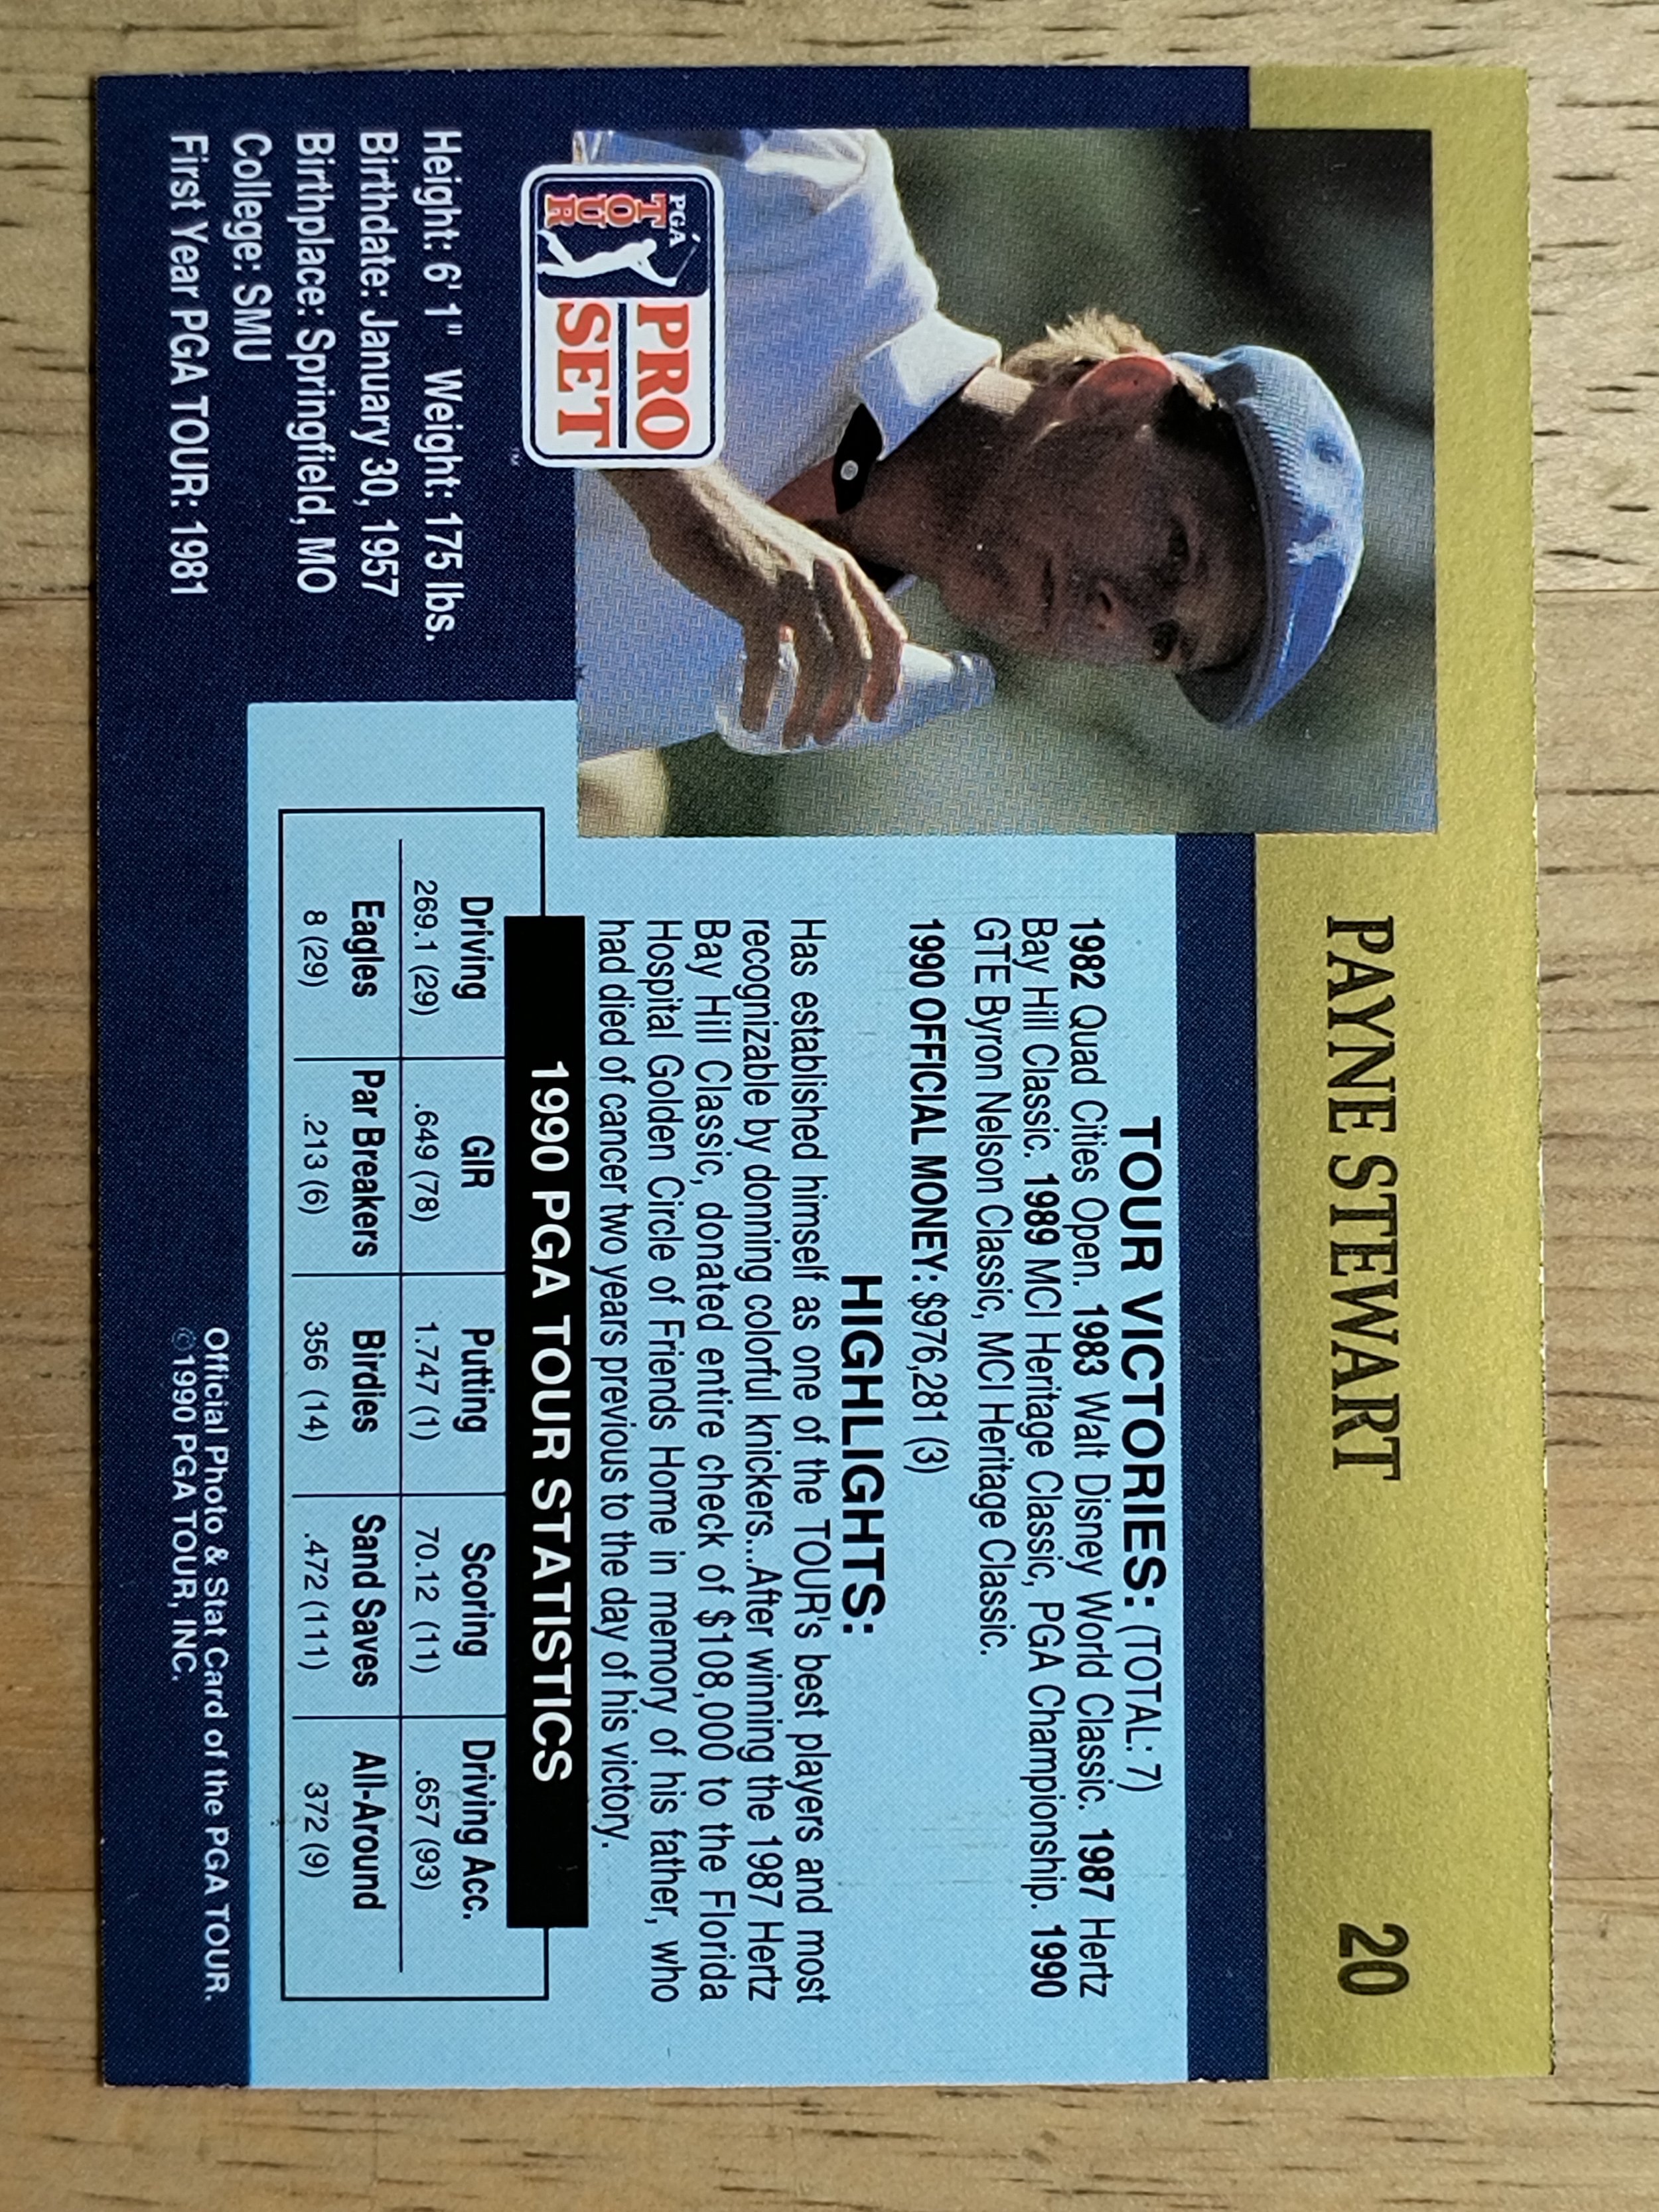 PAYNE STEWART 20
PGA
TOUR
PRO
SET
™
Height: 6' 1" Weight: 175 lbs.
Birthdate: January 30, 1957
Birthplace: Springfield, MO
College: SMU
First Year PGA TOUR: 1981
TOUR VICTORIES: (TOTAL: 7)
1982 Quad Cities Open. 1983 Walt Disney World Classic. 1987 Hertz
Bay Hill Classic. 1989 MCI Heritage Classic, PGA Championship. 1990
GTE Byron Nelson Classic, MCI Heritage Classic.
1990 OFFICIAL MONEY: $976,281 (3)
HIGHLIGHTS:
Has established himself as one of the TOUR's best players and most
recognizable by donning colorful knickers...After winning the 1987 Hertz
Bay Hill Classic, donated entire check of $108,000 to the Florida
Hospital Golden Circle of Friends Home in memory of his father, who
had died of cancer two years previous to the day of his victory.
1990 PGA TOUR STATISTICS
Driving GIR Putting Scoring Driving Acc.
269.1 (29) .649 (78) 1.747 (1) 70.12 (11) .657 (93)
Eagles Par Breakers Birdies Sand Saves All-Around
8 (29) .213 (6) 356 (14) .472 (111) 372 (9)
Official Photo & Stat Card of the PGA TOUR.
©1990 PGA TOUR, INC.